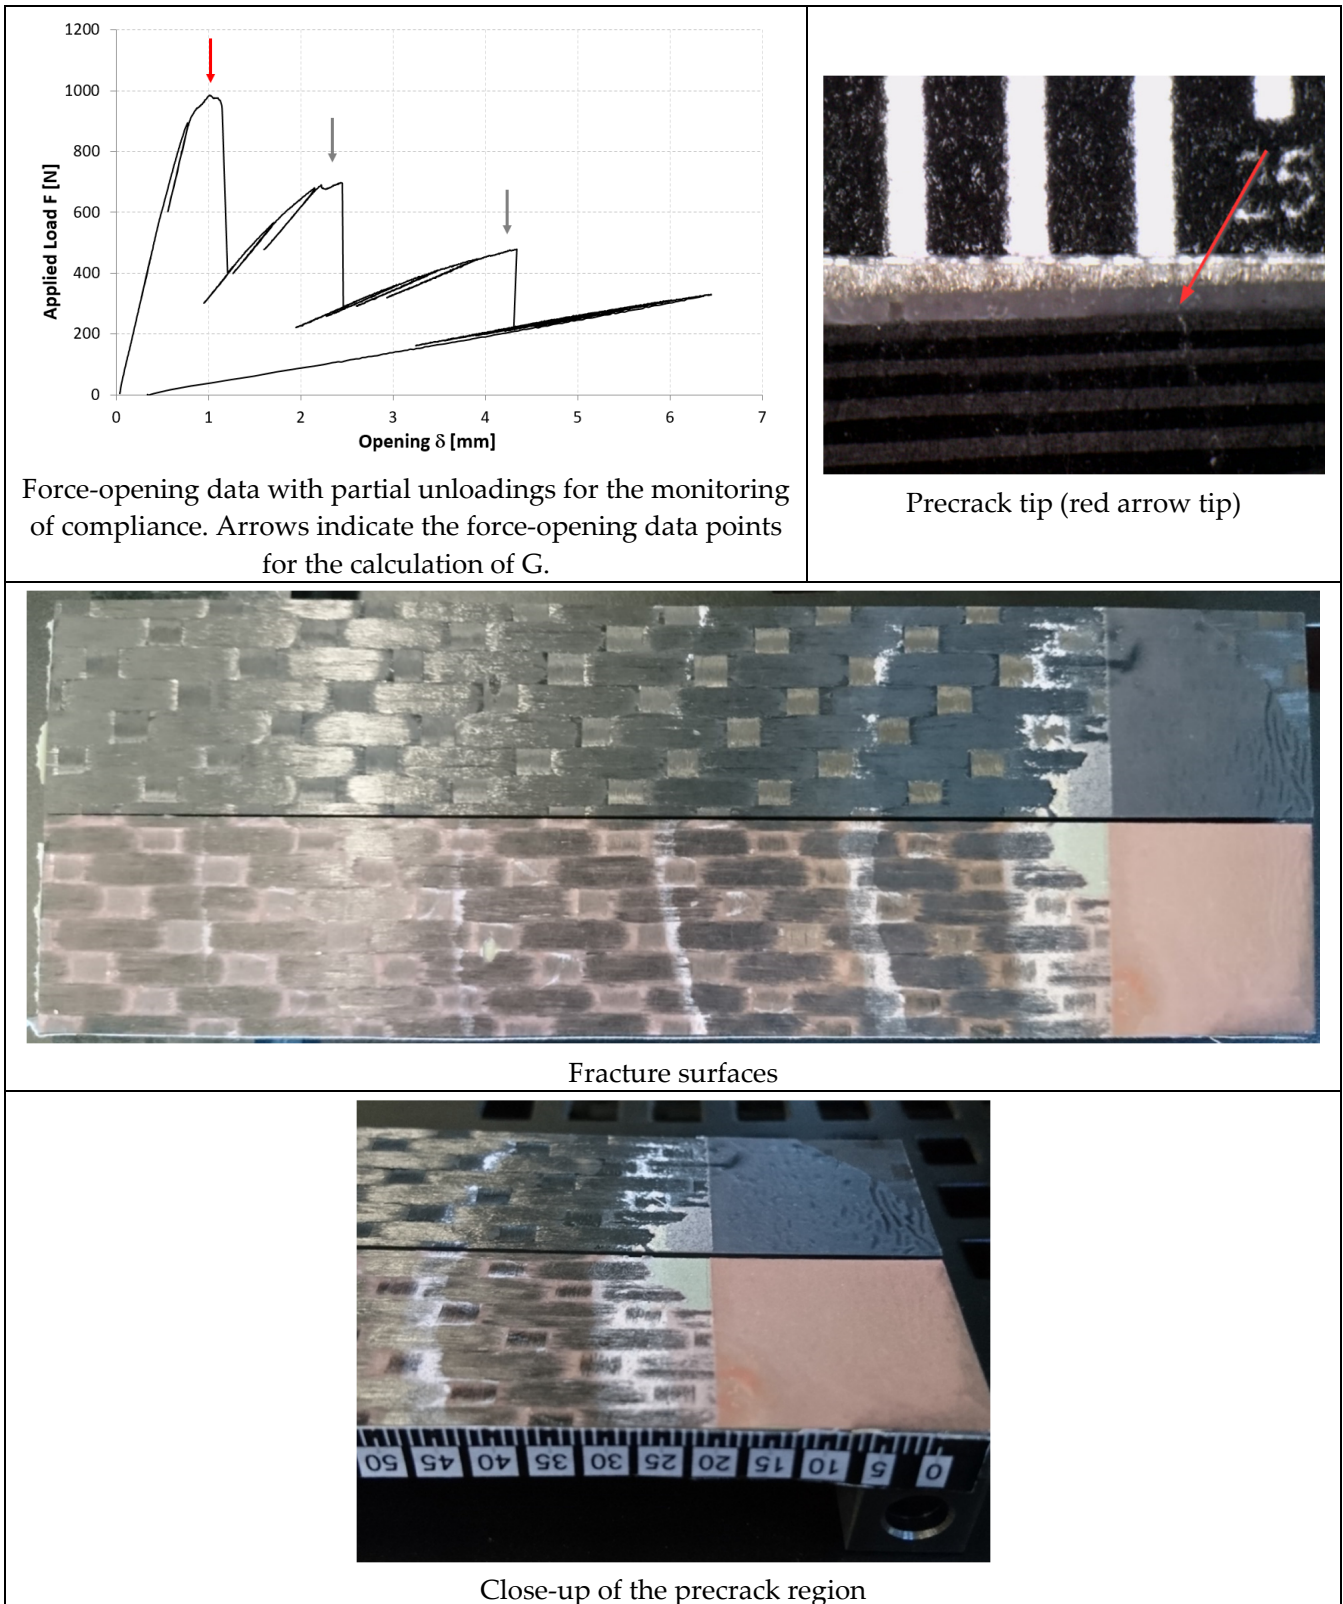 1200
1000
800
600
400
200
0
0 1 2 3 4 5 6 7
Applied Load F [N]
Opening δ [mm]
Force-opening data with partial unloadings for the monitoring
of compliance. Arrows indicate the force-opening data points
for the calculation of G.
25
Precrack tip (red arrow tip)
Fracture surfaces
50 45 40 35 30 25 20 15 10 5 0
Close-up of the precrack region